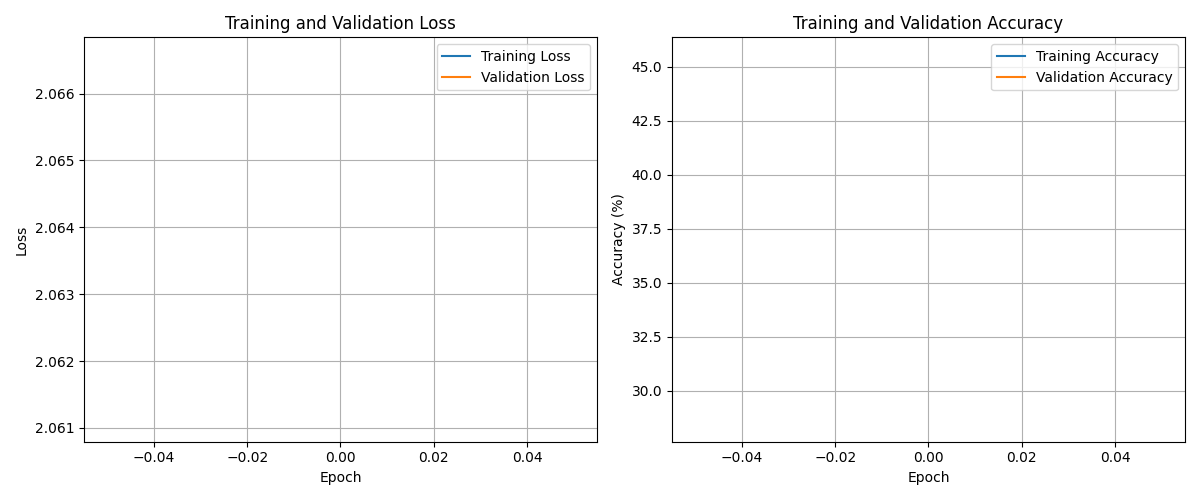 Training and Validation Loss
Training Loss
Validation Loss
2.066
2.065
2.064
2.063
2.062
2.061
Loss
−0.04 −0.02 0.00 0.02 0.04
Epoch
Training and Validation Accuracy
Training Accuracy
Validation Accuracy
45.0
42.5
40.0
37.5
35.0
32.5
30.0
Accuracy (%)
−0.04 −0.02 0.00 0.02 0.04
Epoch